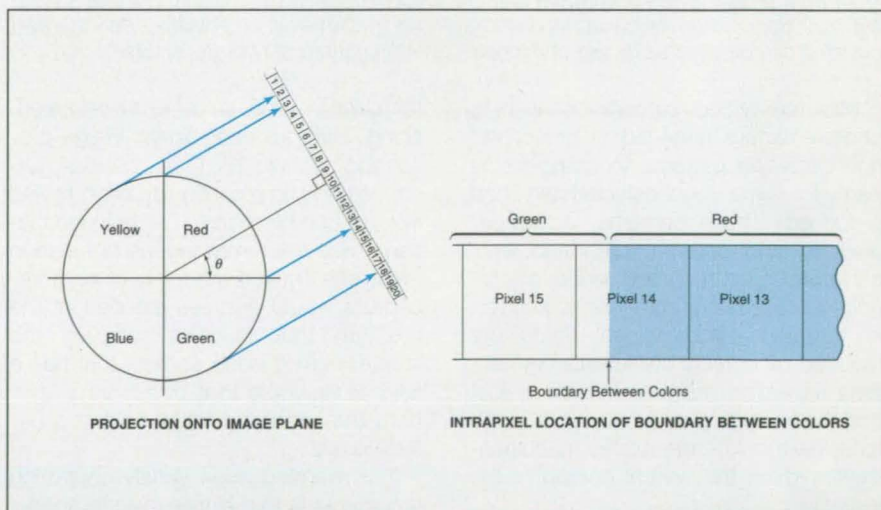 1 2 3 4 5 6 7 8 9 10 11 12 13 14 15 16 17 18 19 20
Yellow Red
θ
Blue Green
PROJECTION ONTO IMAGE PLANE
Green Red
Pixel 15 Pixel 14 Pixel 13
Boundary Between Colors
INTRAPIXEL LOCATION OF BOUNDARY BETWEEN COLORS